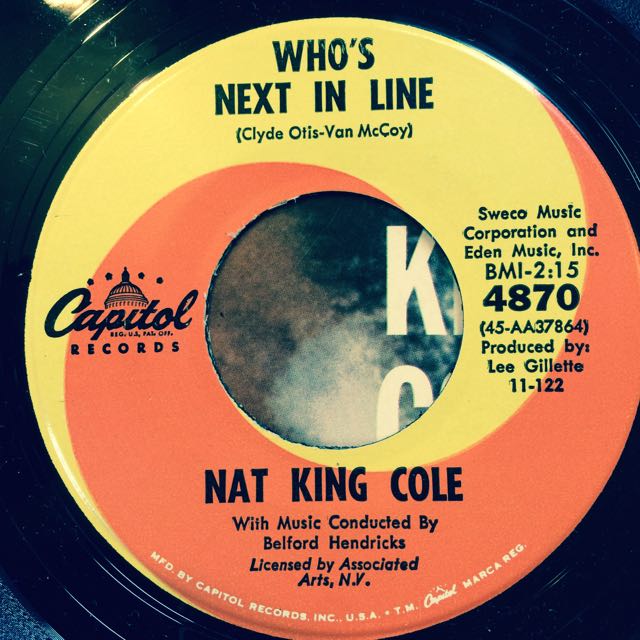 WHO'S
NEXT IN LINE
(Clyde Otis-Van McCoy)
Sweco Music
Corporation and
Eden Music, Inc.
BMI-2:15
4870
(45-AA37864)
Produced by:
Lee Gillette
11-122
Capitol
REG. U.S. PAT. OFF.
RECORDS
NAT KING COLE
With Music Conducted By
Belford Hendricks
Licensed by Associated
Arts, N.V.
MFD. BY CAPITOL RECORDS, INC., U.S.A. • T.M. Capitol MARCA REG.